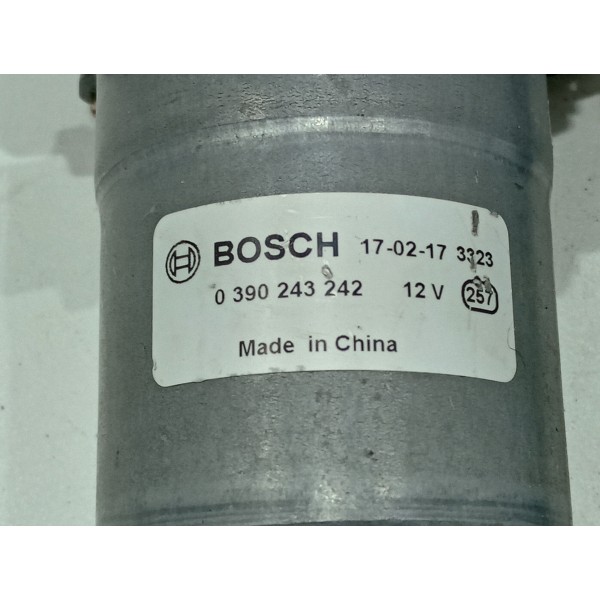 BOSCH 17-02-17 3323
0 390 243 242 12 V 257
Made in China